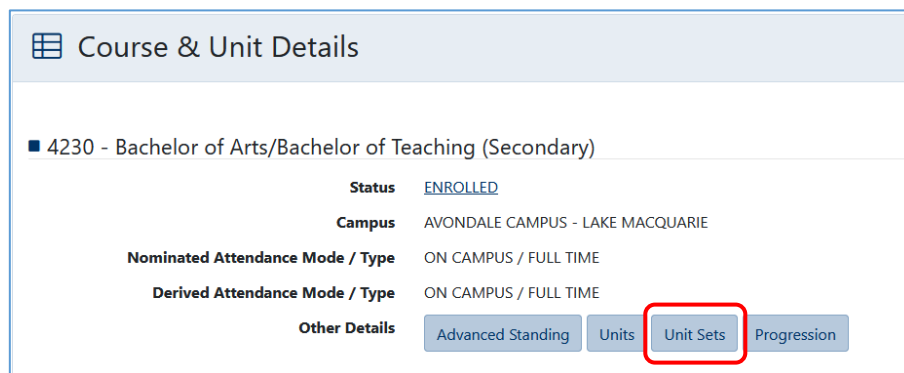 Course & Unit Details
4230 - Bachelor of Arts/Bachelor of Teaching (Secondary)
Status ENROLLED
Campus AVONDALE CAMPUS - LAKE MACQUARIE
Nominated Attendance Mode / Type ON CAMPUS / FULL TIME
Derived Attendance Mode / Type ON CAMPUS / FULL TIME
Other Details Advanced Standing Units Unit Sets Progression